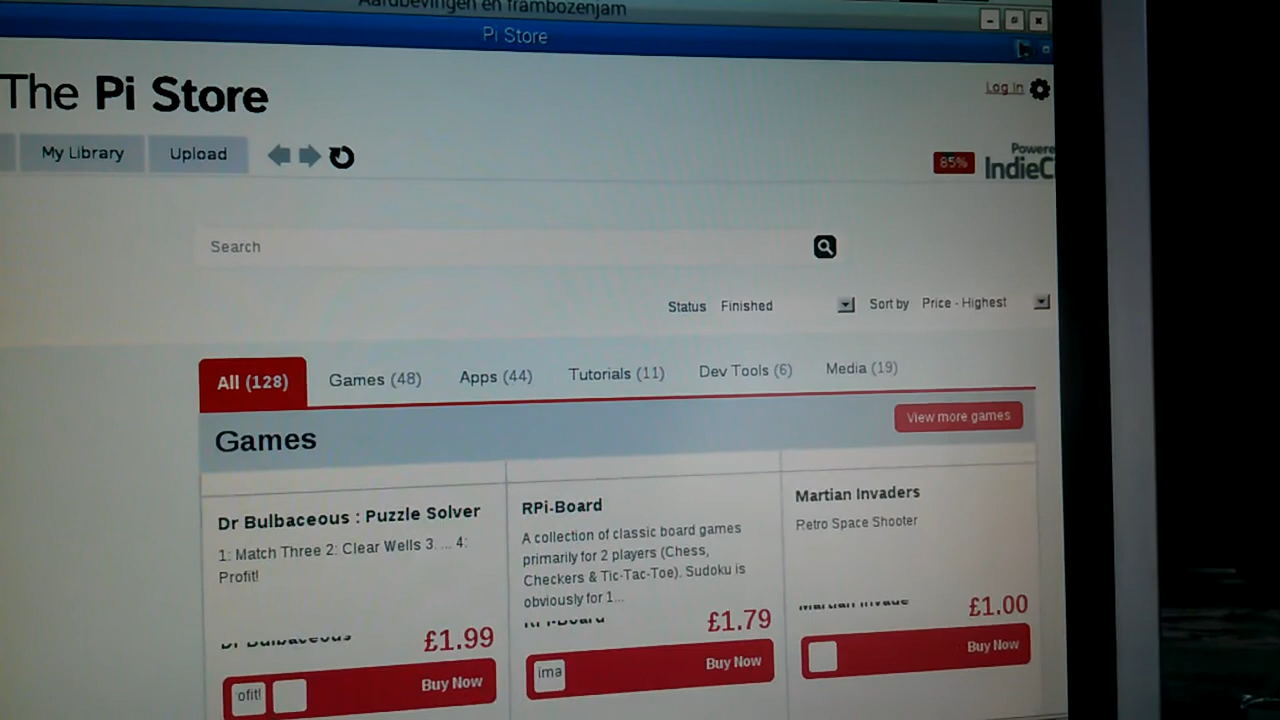 Aardbevingen en frambozenjam
Pi Store
The Pi Store
Log in
My Library
Upload
85%
Powere
IndieC
Search
Status Finished
Sort by Price - Highest
All (128)
Games (48)
Apps (44)
Tutorials (11)
Dev Tools (6)
Media (19)
Games
View more games
Dr Bulbaceous : Puzzle Solver
1: Match Three 2: Clear Wells 3. ... 4:
Profit!
£1.99
ofit!
Buy Now
RPi-Board
A collection of classic board games
primarily for 2 players (Chess,
Checkers & Tic-Tac-Toe). Sudoku is
obviously for 1...
£1.79
ima
Buy Now
Martian Invaders
Retro Space Shooter
£1.00
Buy Now